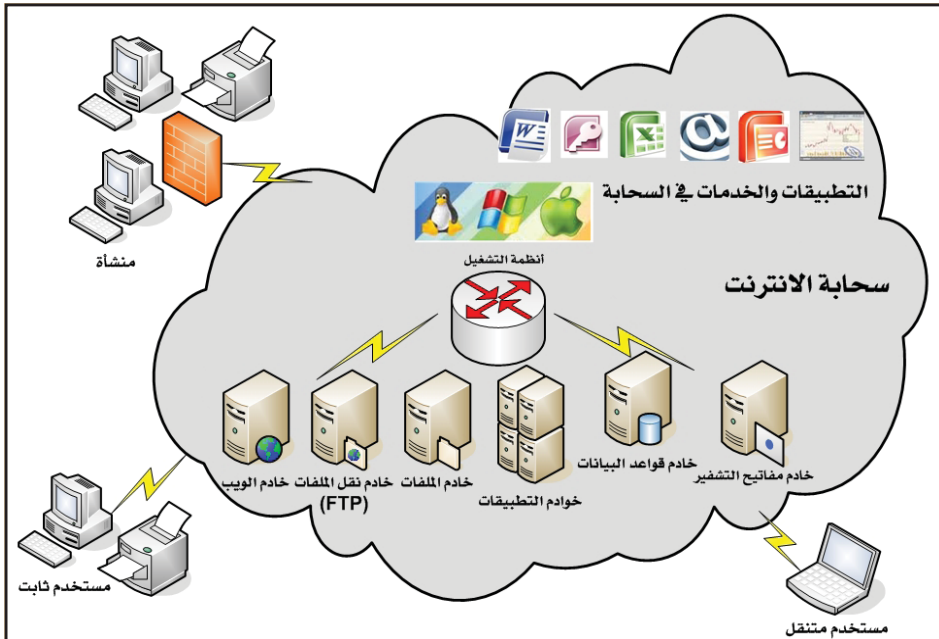 التطبيقات والخدمات في السحابة
أنظمة التشغيل
سحابة الانترنت
منشأة
خادم الويب
خادم نقل الملفات
(FTP)
خادم الملفات
خوادم التطبيقات
خادم قواعد البيانات
خادم مفاتيح التشفير
مستخدم ثابت
مستخدم متنقل